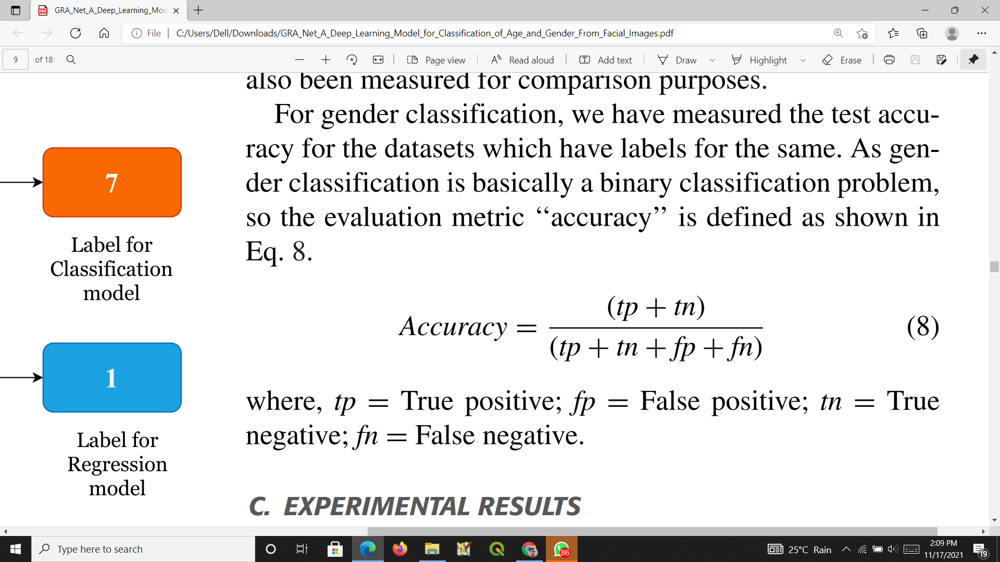 GRA_Net_A_Deep_Learning_Mod
File
C:/Users/Dell/Downloads/GRA_Net_A_Deep_Learning_Model_for_Classification_of_Age_and_Gender_From_Facial_Images.pdf
9 of 18
Page view
Read aloud
Add text
Draw
Highlight
Erase
7
Label for
Classification
model
1
Label for
Regression
model
also been measured for comparison purposes.
For gender classification, we have measured the test accu-
racy for the datasets which have labels for the same. As gen-
der classification is basically a binary classification problem,
so the evaluation metric ‘‘accuracy’’ is defined as shown in
Eq. 8.
Accuracy = (tp + tn) / (tp + tn + fp + fn) (8)
where, tp = True positive; fp = False positive; tn = True
negative; fn = False negative.
C. EXPERIMENTAL RESULTS
Type here to search
86
25°C Rain
2:09 PM
11/17/2021
19